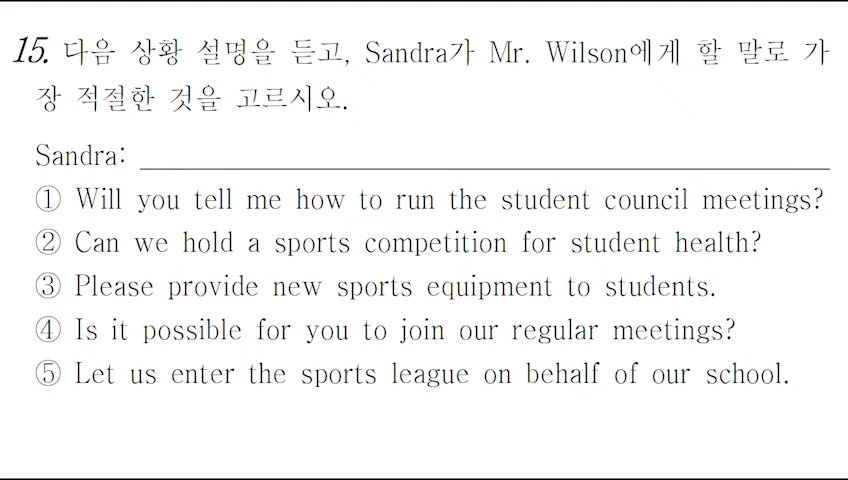 15. 다음 상황 설명을 듣고, Sandra가 Mr. Wilson에게 할 말로 가
장 적절한 것을 고르시오.
Sandra:
① Will you tell me how to run the student council meetings?
② Can we hold a sports competition for student health?
③ Please provide new sports equipment to students.
④ Is it possible for you to join our regular meetings?
⑤ Let us enter the sports league on behalf of our school.